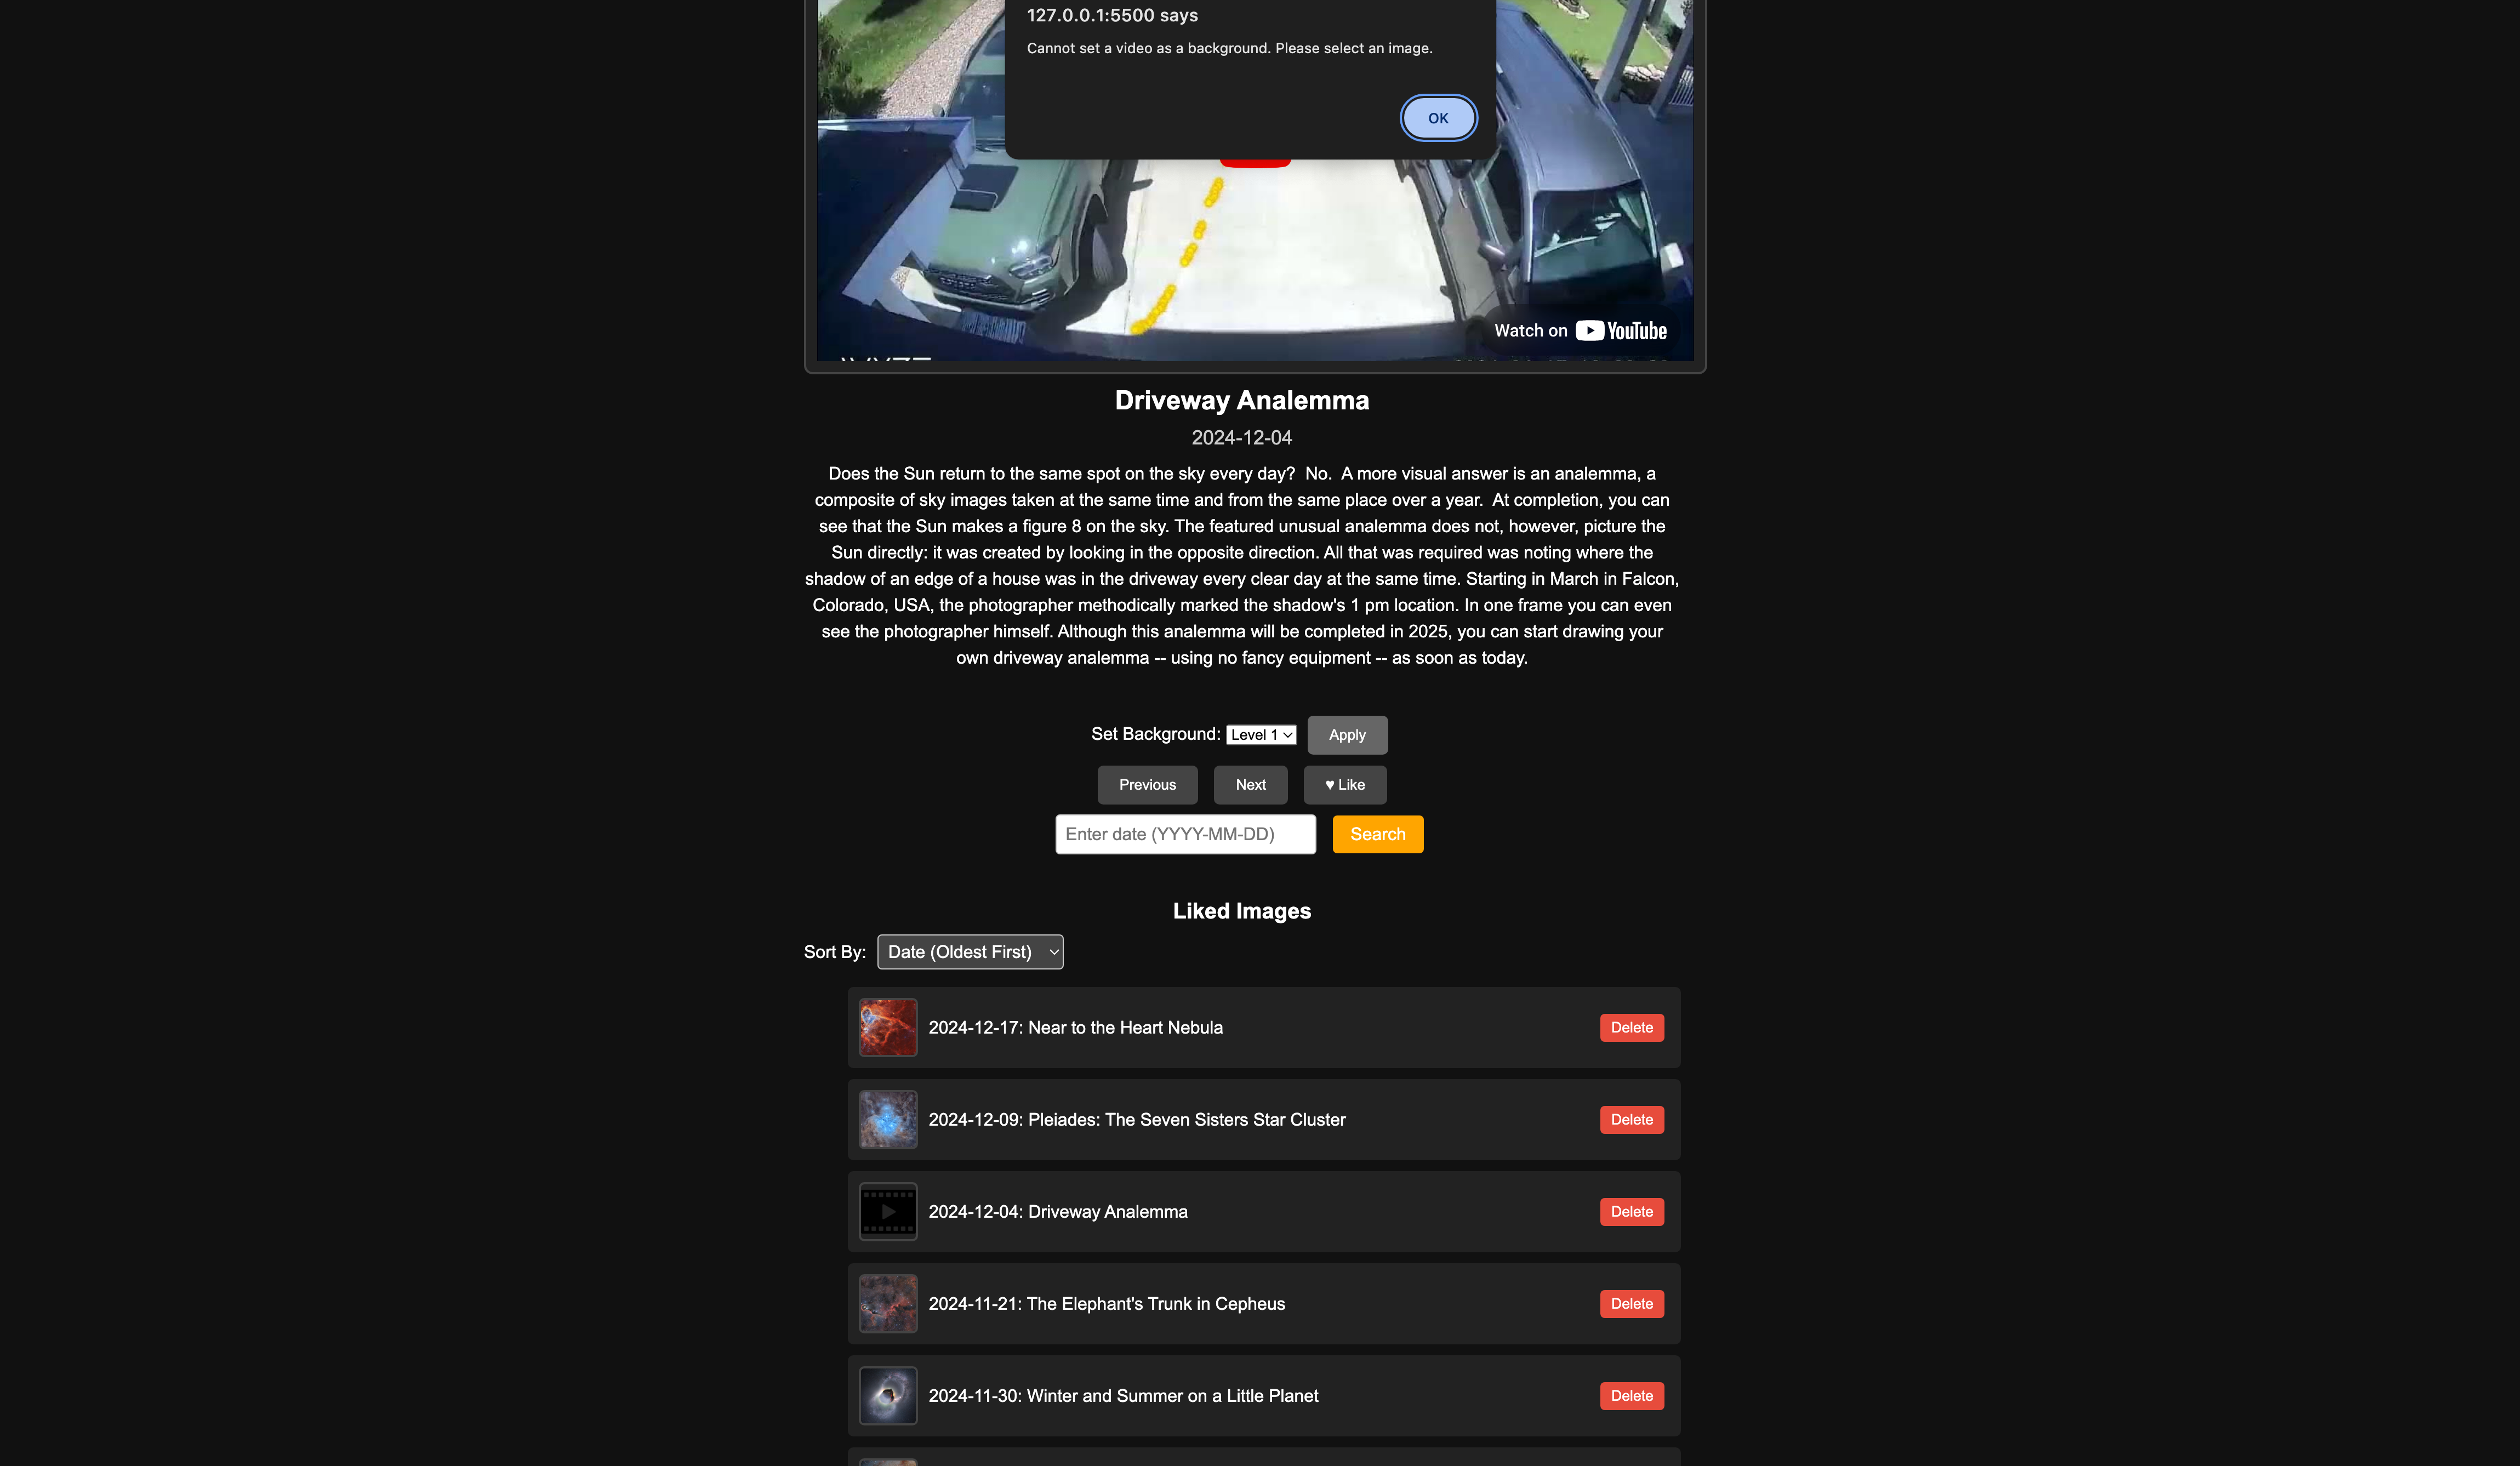 127.0.0.1:5500 says
Cannot set a video as a background. Please select an image.
OK
Watch on YouTube
Driveway Analemma
2024-12-04
Does the Sun return to the same spot on the sky every day?  No.  A more visual answer is an analemma, a
composite of sky images taken at the same time and from the same place over a year.  At completion, you can
see that the Sun makes a figure 8 on the sky. The featured unusual analemma does not, however, picture the
Sun directly: it was created by looking in the opposite direction. All that was required was noting where the
shadow of an edge of a house was in the driveway every clear day at the same time. Starting in March in Falcon,
Colorado, USA, the photographer methodically marked the shadow's 1 pm location. In one frame you can even
see the photographer himself. Although this analemma will be completed in 2025, you can start drawing your
own driveway analemma -- using no fancy equipment -- as soon as today.
Set Background: Level 1 Apply
Previous Next ♥ Like
Enter date (YYYY-MM-DD) Search
Liked Images
Sort By: Date (Oldest First)
2024-12-17: Near to the Heart Nebula Delete
2024-12-09: Pleiades: The Seven Sisters Star Cluster Delete
2024-12-04: Driveway Analemma Delete
2024-11-21: The Elephant's Trunk in Cepheus Delete
2024-11-30: Winter and Summer on a Little Planet Delete